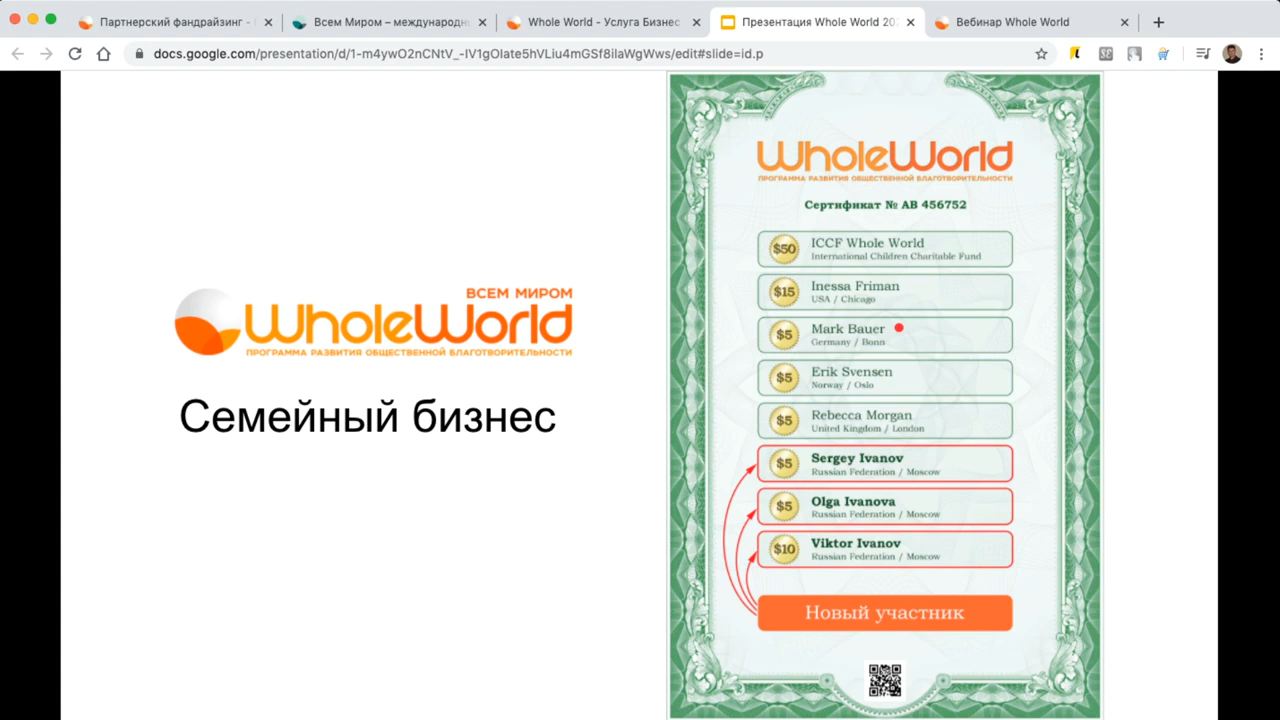 Партнерский фандрайзинг -
Всем Миром – международн
Whole World - Услуга Бизнес
Презентация Whole World 20
Вебинар Whole World
docs.google.com/presentation/d/1-m4ywO2nCNtV_-IV1gOIate5hVLiu4mGSf8iIaWgWws/edit#slide=id.p
ВСЕМ МИРОМ
WholeWorld
ПРОГРАММА РАЗВИТИЯ ОБЩЕСТВЕННОЙ БЛАГОТВОРИТЕЛЬНОСТИ
Семейный бизнес
WholeWorld
ПРОГРАММА РАЗВИТИЯ ОБЩЕСТВЕННОЙ БЛАГОТВОРИТЕЛЬНОСТИ
Сертификат № АВ 456752
$50 ICCF Whole World
International Children Charitable Fund
$15 Inessa Friman
USA / Chicago
$5 Mark Bauer
Germany / Bonn
$5 Erik Svensen
Norway / Oslo
$5 Rebecca Morgan
United Kingdom / London
$5 Sergey Ivanov
Russian Federation / Moscow
$5 Olga Ivanova
Russian Federation / Moscow
$10 Viktor Ivanov
Russian Federation / Moscow
Новый участник